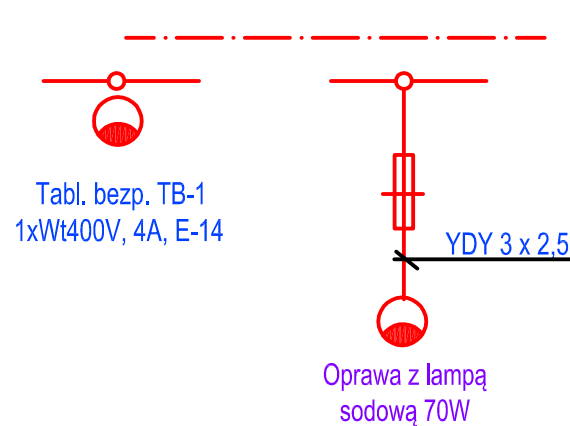 Tabl. bezp. TB-1
1xWt400V, 4A, E-14
YDY 3 x 2,5
Oprawa z lampą
sodową 70W